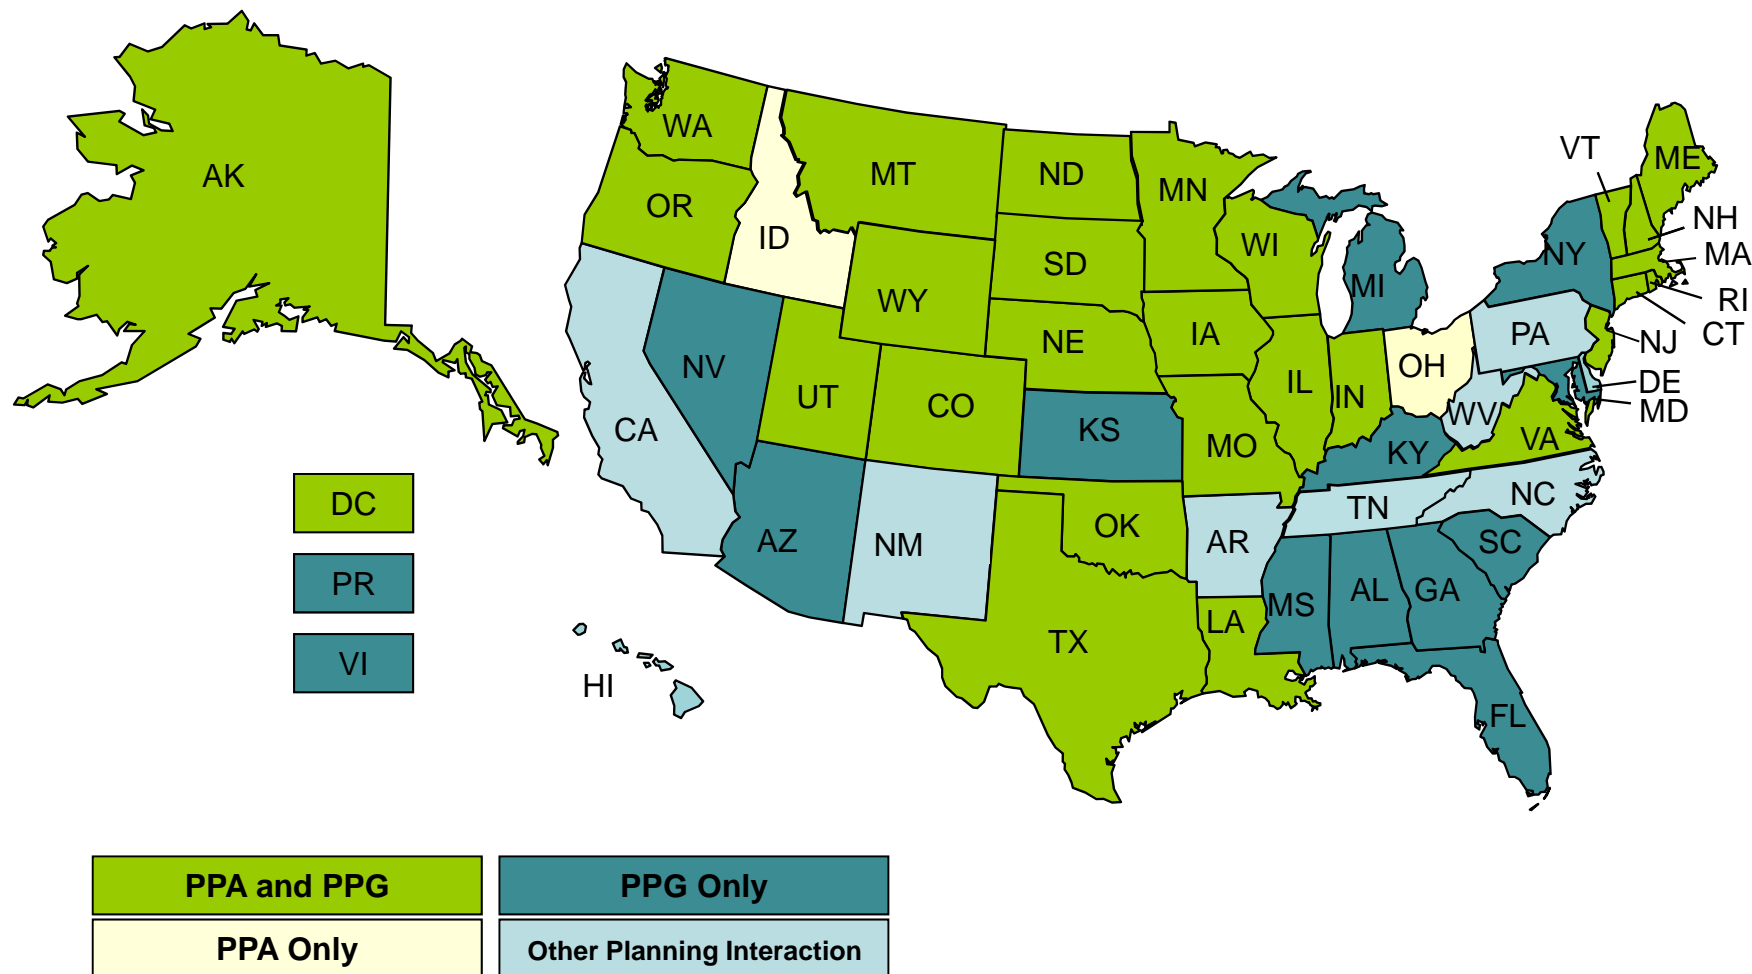 AK
WA
OR
ID
MT
ND
MN
SD
WI
WY
NE
IA
MI
NY
VT
ME
NH
MA
RI
CT
NJ
DE
MD
PA
OH
WV
VA
IN
IL
NV
UT
CO
KS
MO
KY
CA
AZ
NM
OK
AR
TN
NC
SC
MS
AL
GA
LA
TX
FL
HI
DC
PR
VI
PPA and PPG
PPG Only
PPA Only
Other Planning Interaction